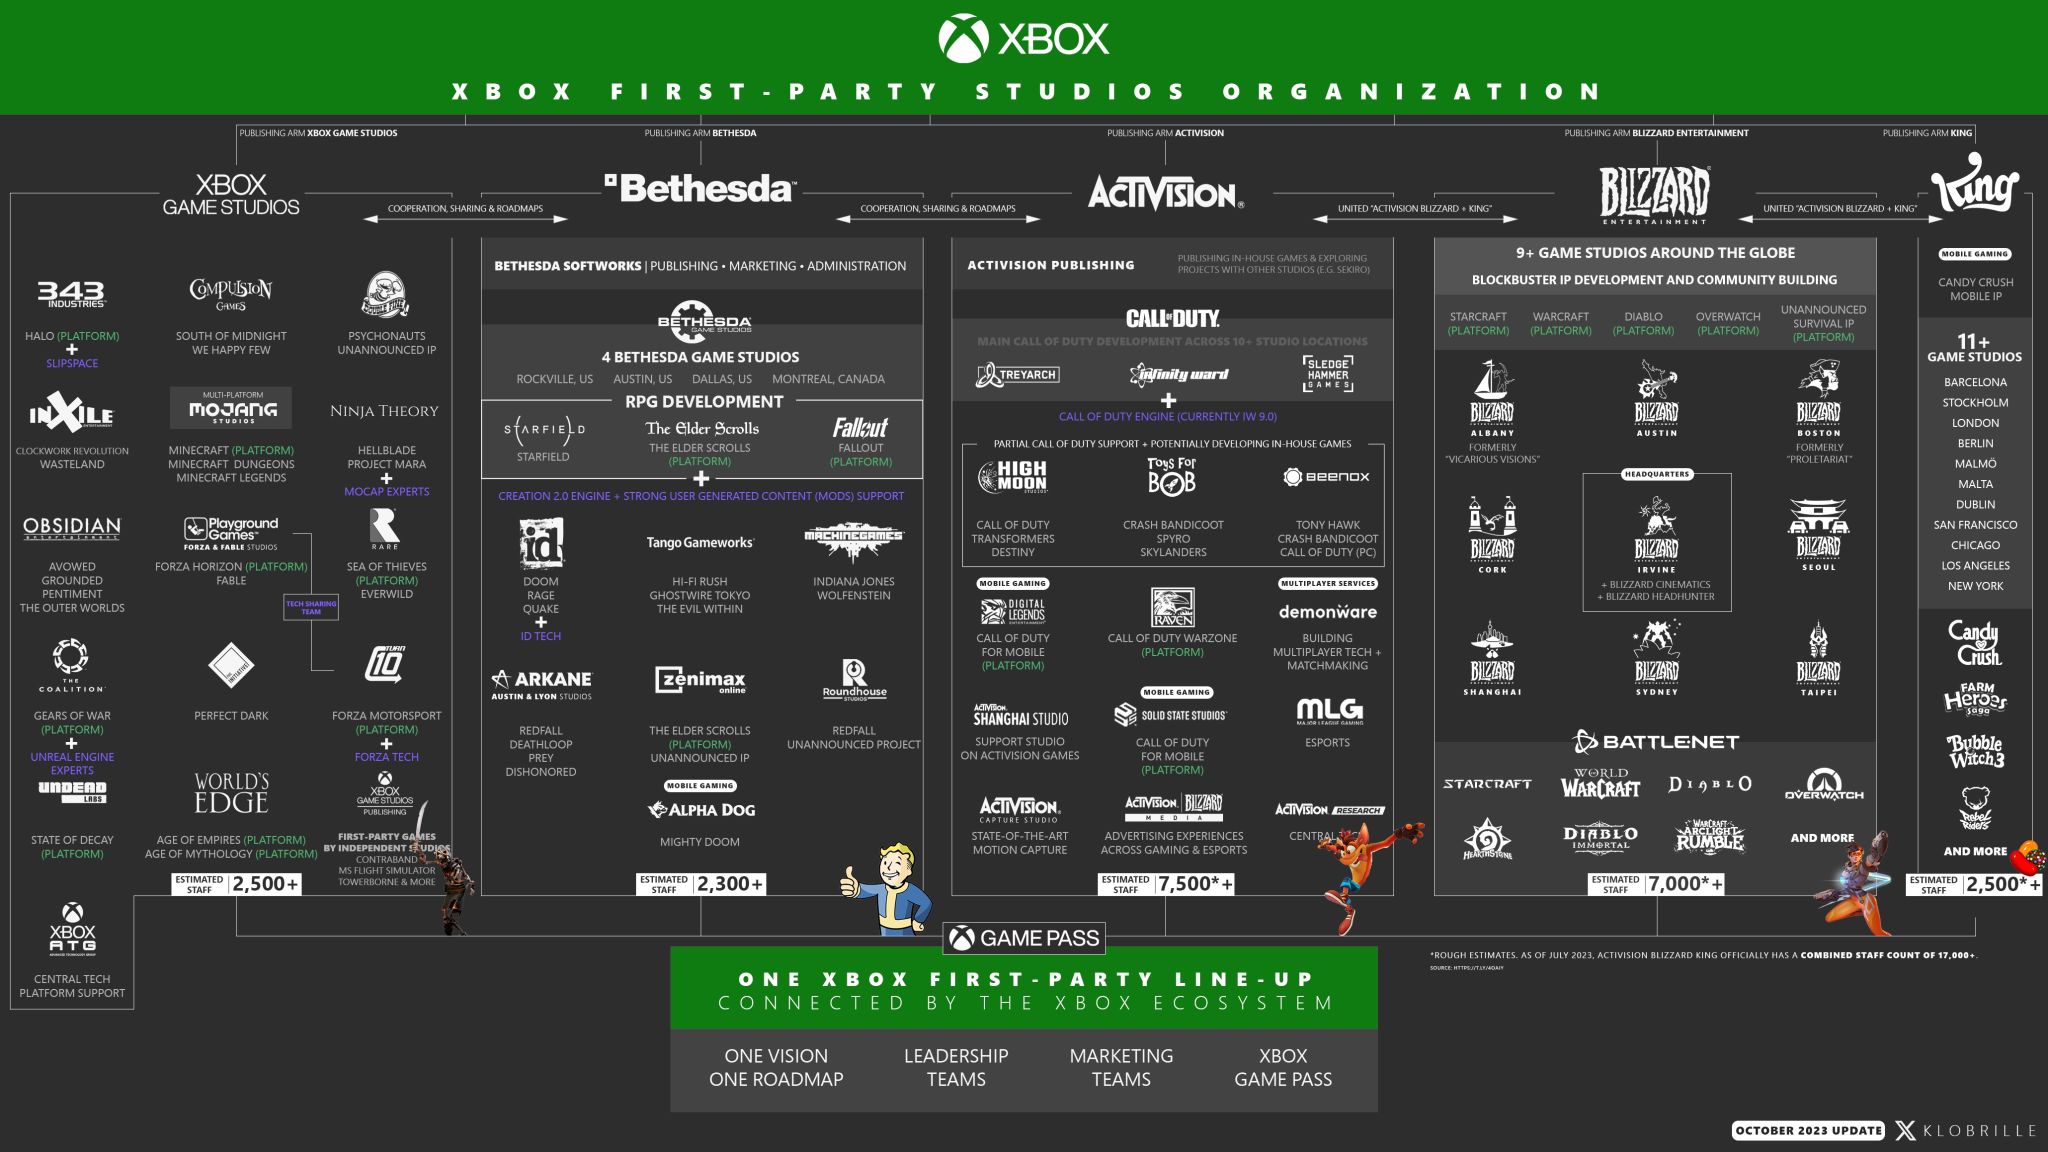 XBOX
XBOX FIRST-PARTY STUDIOS ORGANIZATION
PUBLISHING ARM XBOX GAME STUDIOS
PUBLISHING ARM BETHESDA
PUBLISHING ARM ACTIVISION
PUBLISHING ARM BLIZZARD ENTERTAINMENT
PUBLISHING ARM KING
XBOX
GAME STUDIOS
COOPERATION, SHARING & ROADMAPS
Bethesda
COOPERATION, SHARING & ROADMAPS
ACTIVISION
UNITED "ACTIVISION BLIZZARD + KING"
BLIZZARD
ENTERTAINMENT
UNITED "ACTIVISION BLIZZARD + KING"
King
343
INDUSTRIES
HALO (PLATFORM)
+
SLIPSPACE
COMPULSION
GAMES
SOUTH OF MIDNIGHT
WE HAPPY FEW
DOUBLE FINE
PSYCHONAUTS
UNANNOUNCED IP
INXILE
ENTERTAINMENT
CLOCKWORK REVOLUTION
WASTELAND
MULTI-PLATFORM
MOJANG
STUDIOS
MINECRAFT (PLATFORM)
MINECRAFT DUNGEONS
MINECRAFT LEGENDS
NINJA THEORY
HELLBLADE
PROJECT MARA
+
MOCAP EXPERTS
OBSIDIAN
entertainment
AVOWED
GROUNDED
PENTIMENT
THE OUTER WORLDS
Playground
Games
FORZA & FABLE STUDIOS
FORZA HORIZON (PLATFORM)
FABLE
RARE
SEA OF THIEVES
(PLATFORM)
EVERWILD
TECH SHARING
TEAM
THE
COALITION
GEARS OF WAR
(PLATFORM)
+
UNREAL ENGINE
EXPERTS
THE INITIATIVE
PERFECT DARK
TURN
10
FORZA MOTORSPORT
(PLATFORM)
+
FORZA TECH
UNDEAD
LABS
STATE OF DECAY
(PLATFORM)
WORLD'S
EDGE
AGE OF EMPIRES (PLATFORM)
AGE OF MYTHOLOGY (PLATFORM)
XBOX
GAME STUDIOS
PUBLISHING
FIRST-PARTY GAMES
BY INDEPENDENT STUDIOS
CONTRABAND
MS FLIGHT SIMULATOR
TOWERBORNE & MORE
ESTIMATED
STAFF
2,500+
XBOX
ATG
ADVANCED TECHNOLOGY GROUP
CENTRAL TECH
PLATFORM SUPPORT
BETHESDA SOFTWORKS | PUBLISHING • MARKETING • ADMINISTRATION
BETHESDA
GAME STUDIOS
4 BETHESDA GAME STUDIOS
ROCKVILLE, US AUSTIN, US DALLAS, US MONTREAL, CANADA
RPG DEVELOPMENT
STARFIELD
STARFIELD
The Elder Scrolls
THE ELDER SCROLLS
(PLATFORM)
Fallout
FALLOUT
(PLATFORM)
+
CREATION 2.0 ENGINE + STRONG USER GENERATED CONTENT (MODS) SUPPORT
id
DOOM
RAGE
QUAKE
+
ID TECH
Tango Gameworks
HI-FI RUSH
GHOSTWIRE TOKYO
THE EVIL WITHIN
MACHINEGAMES
INDIANA JONES
WOLFENSTEIN
ARKANE
AUSTIN & LYON STUDIOS
REDFALL
DEATHLOOP
PREY
DISHONORED
zenimax
online
THE ELDER SCROLLS
(PLATFORM)
UNANNOUNCED IP
Roundhouse
STUDIOS
REDFALL
UNANNOUNCED PROJECT
MOBILE GAMING
ALPHA DOG
MIGHTY DOOM
ESTIMATED
STAFF
2,300+
ACTIVISION PUBLISHING
PUBLISHING IN-HOUSE GAMES & EXPLORING
PROJECTS WITH OTHER STUDIOS (E.G. SEKIRO)
CALL OF DUTY
MAIN CALL OF DUTY DEVELOPMENT ACROSS 10+ STUDIO LOCATIONS
TREYARCH
infinity ward
SLEDGE
HAMMER
GAMES
+
CALL OF DUTY ENGINE (CURRENTLY IW 9.0)
PARTIAL CALL OF DUTY SUPPORT + POTENTIALLY DEVELOPING IN-HOUSE GAMES
HIGH
MOON
STUDIOS
CALL OF DUTY
TRANSFORMERS
DESTINY
TOYS FOR
BOB
CRASH BANDICOOT
SPYRO
SKYLANDERS
BEENOX
TONY HAWK
CRASH BANDICOOT
CALL OF DUTY (PC)
MOBILE GAMING
DIGITAL
LEGENDS
ENTERTAINMENT
CALL OF DUTY
FOR MOBILE
(PLATFORM)
RAVEN
CALL OF DUTY WARZONE
(PLATFORM)
MULTIPLAYER SERVICES
demonware
BUILDING
MULTIPLAYER TECH +
MATCHMAKING
ACTIVISION
SHANGHAI STUDIO
SUPPORT STUDIO
ON ACTIVISION GAMES
MOBILE GAMING
SOLID STATE STUDIOS
CALL OF DUTY
FOR MOBILE
(PLATFORM)
MLG
MAJOR LEAGUE GAMING
ESPORTS
ACTIVISION
CAPTURE STUDIO
STATE-OF-THE-ART
MOTION CAPTURE
ACTIVISION | BLIZZARD
MEDIA
ADVERTISING EXPERIENCES
ACROSS GAMING & ESPORTS
ACTIVISION RESEARCH
CENTRAL
ESTIMATED
STAFF
7,500*+
9+ GAME STUDIOS AROUND THE GLOBE
BLOCKBUSTER IP DEVELOPMENT AND COMMUNITY BUILDING
STARCRAFT
(PLATFORM)
WARCRAFT
(PLATFORM)
DIABLO
(PLATFORM)
OVERWATCH
(PLATFORM)
UNANNOUNCED
SURVIVAL IP
(PLATFORM)
BLIZZARD
ENTERTAINMENT
ALBANY
FORMERLY
"VICARIOUS VISIONS"
BLIZZARD
ENTERTAINMENT
AUSTIN
BLIZZARD
ENTERTAINMENT
BOSTON
FORMERLY
"PROLETARIAT"
BLIZZARD
ENTERTAINMENT
CORK
HEADQUARTERS
BLIZZARD
ENTERTAINMENT
IRVINE
+ BLIZZARD CINEMATICS
+ BLIZZARD HEADHUNTER
BLIZZARD
ENTERTAINMENT
SEOUL
BLIZZARD
ENTERTAINMENT
SHANGHAI
BLIZZARD
ENTERTAINMENT
SYDNEY
BLIZZARD
ENTERTAINMENT
TAIPEI
BATTLE.NET
STARCRAFT
WORLD
WARCRAFT
DIABLO
OVERWATCH
HEARTHSTONE
DIABLO
IMMORTAL
WARCRAFT
ARCLIGHT
RUMBLE
AND MORE
ESTIMATED
STAFF
7,000*+
MOBILE GAMING
CANDY CRUSH
MOBILE IP
11+
GAME STUDIOS
BARCELONA
STOCKHOLM
LONDON
BERLIN
MALMÖ
MALTA
DUBLIN
SAN FRANCISCO
CHICAGO
LOS ANGELES
NEW YORK
Candy
Crush
FARM
Heroes
saga
Bubble
Witch 3
Rebel
Riders
AND MORE
ESTIMATED
STAFF
2,500*+
GAME PASS
ONE XBOX FIRST-PARTY LINE-UP
CONNECTED BY THE XBOX ECOSYSTEM
ONE VISION
ONE ROADMAP
LEADERSHIP
TEAMS
MARKETING
TEAMS
XBOX
GAME PASS
*ROUGH ESTIMATES. AS OF JULY 2023, ACTIVISION BLIZZARD KING OFFICIALLY HAS A COMBINED STAFF COUNT OF 17,000+.
OCTOBER 2023 UPDATE
X KLOBRILLE